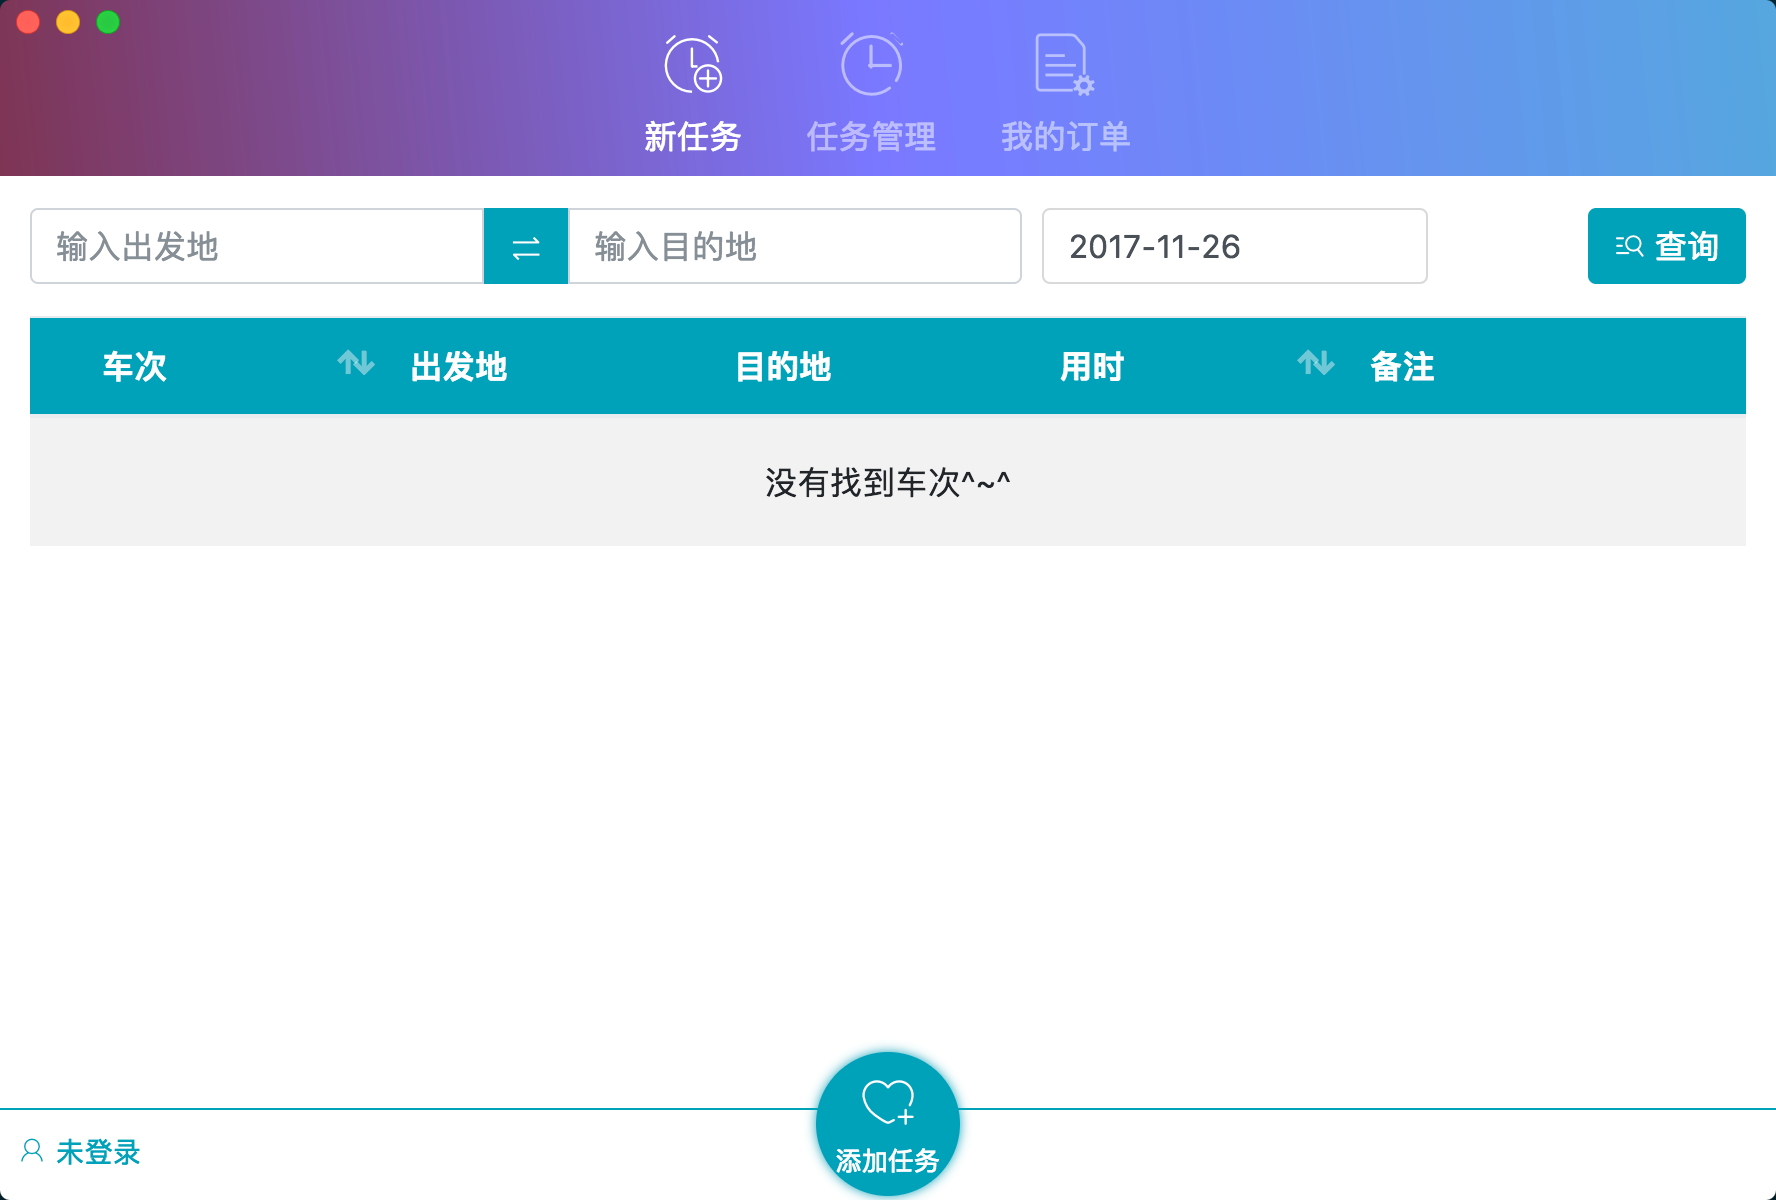 新任务 任务管理 我的订单
输入出发地 输入目的地 2017-11-26 查询
车次 出发地 目的地 用时 备注
没有找到车次^~^
添加任务
未登录